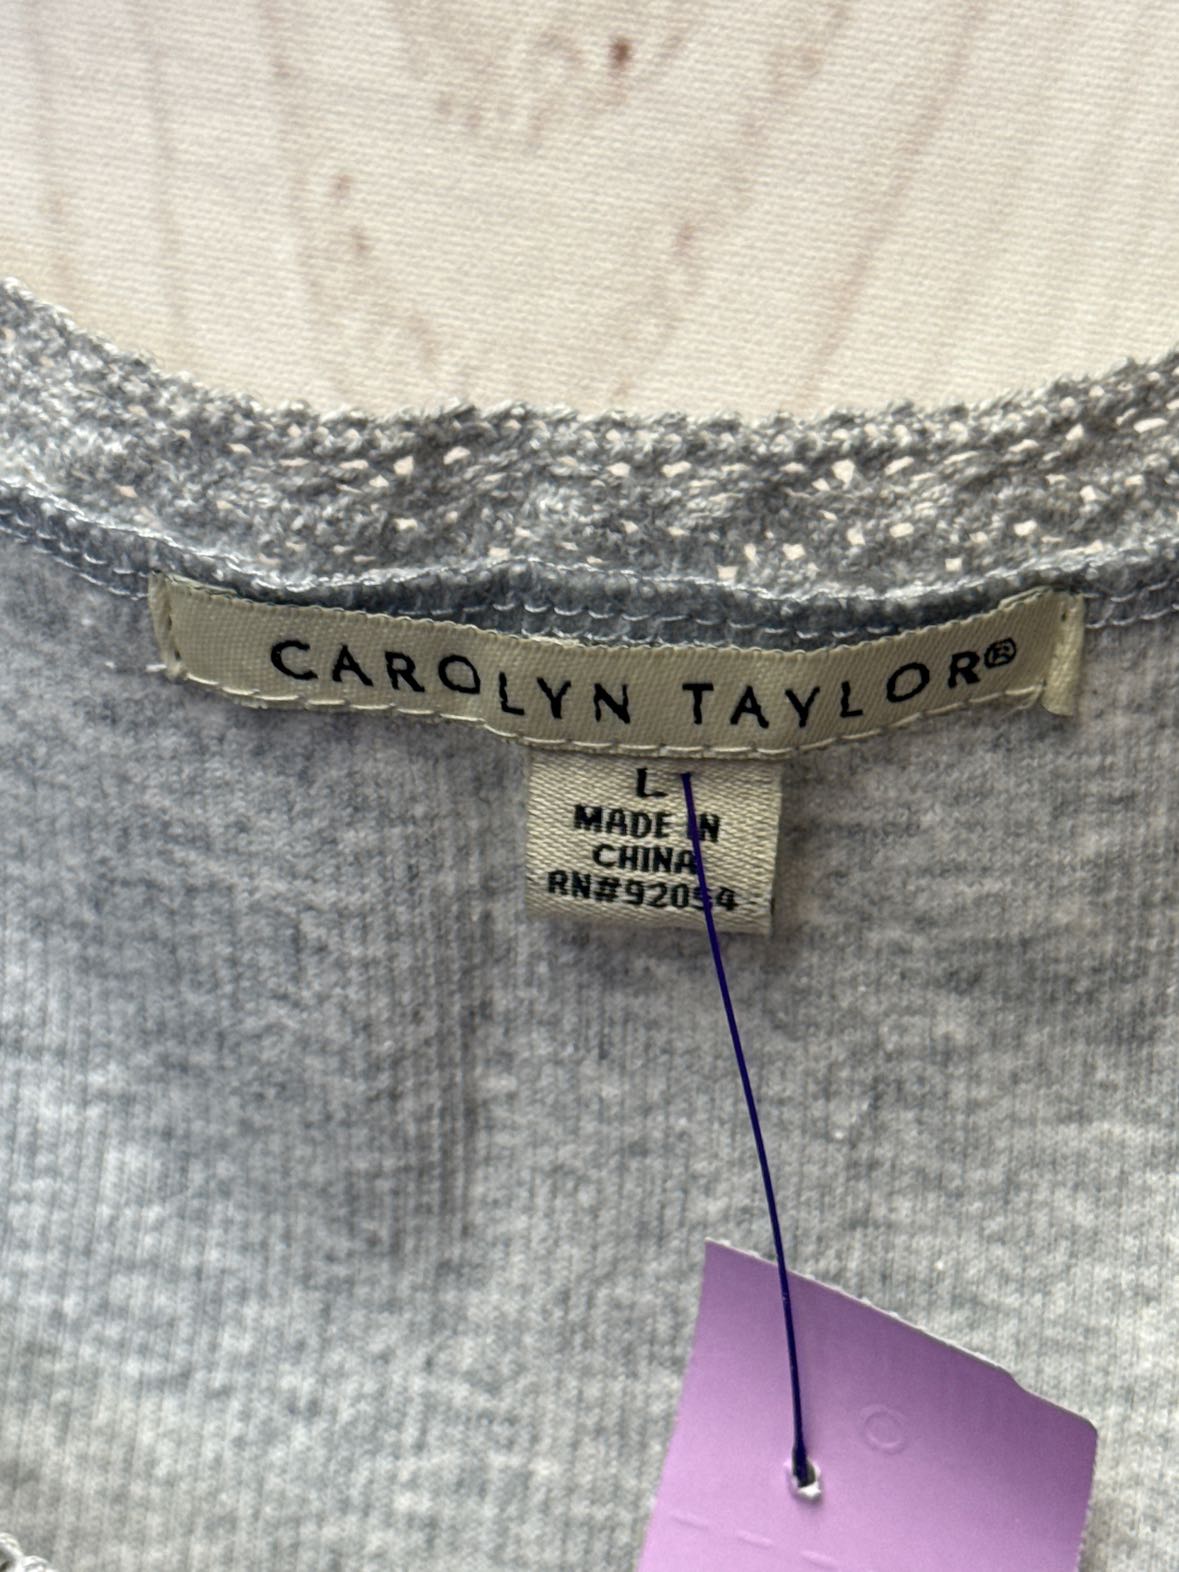 CAROLYN TAYLOR®
L
MADE IN
CHINA
RN#92054